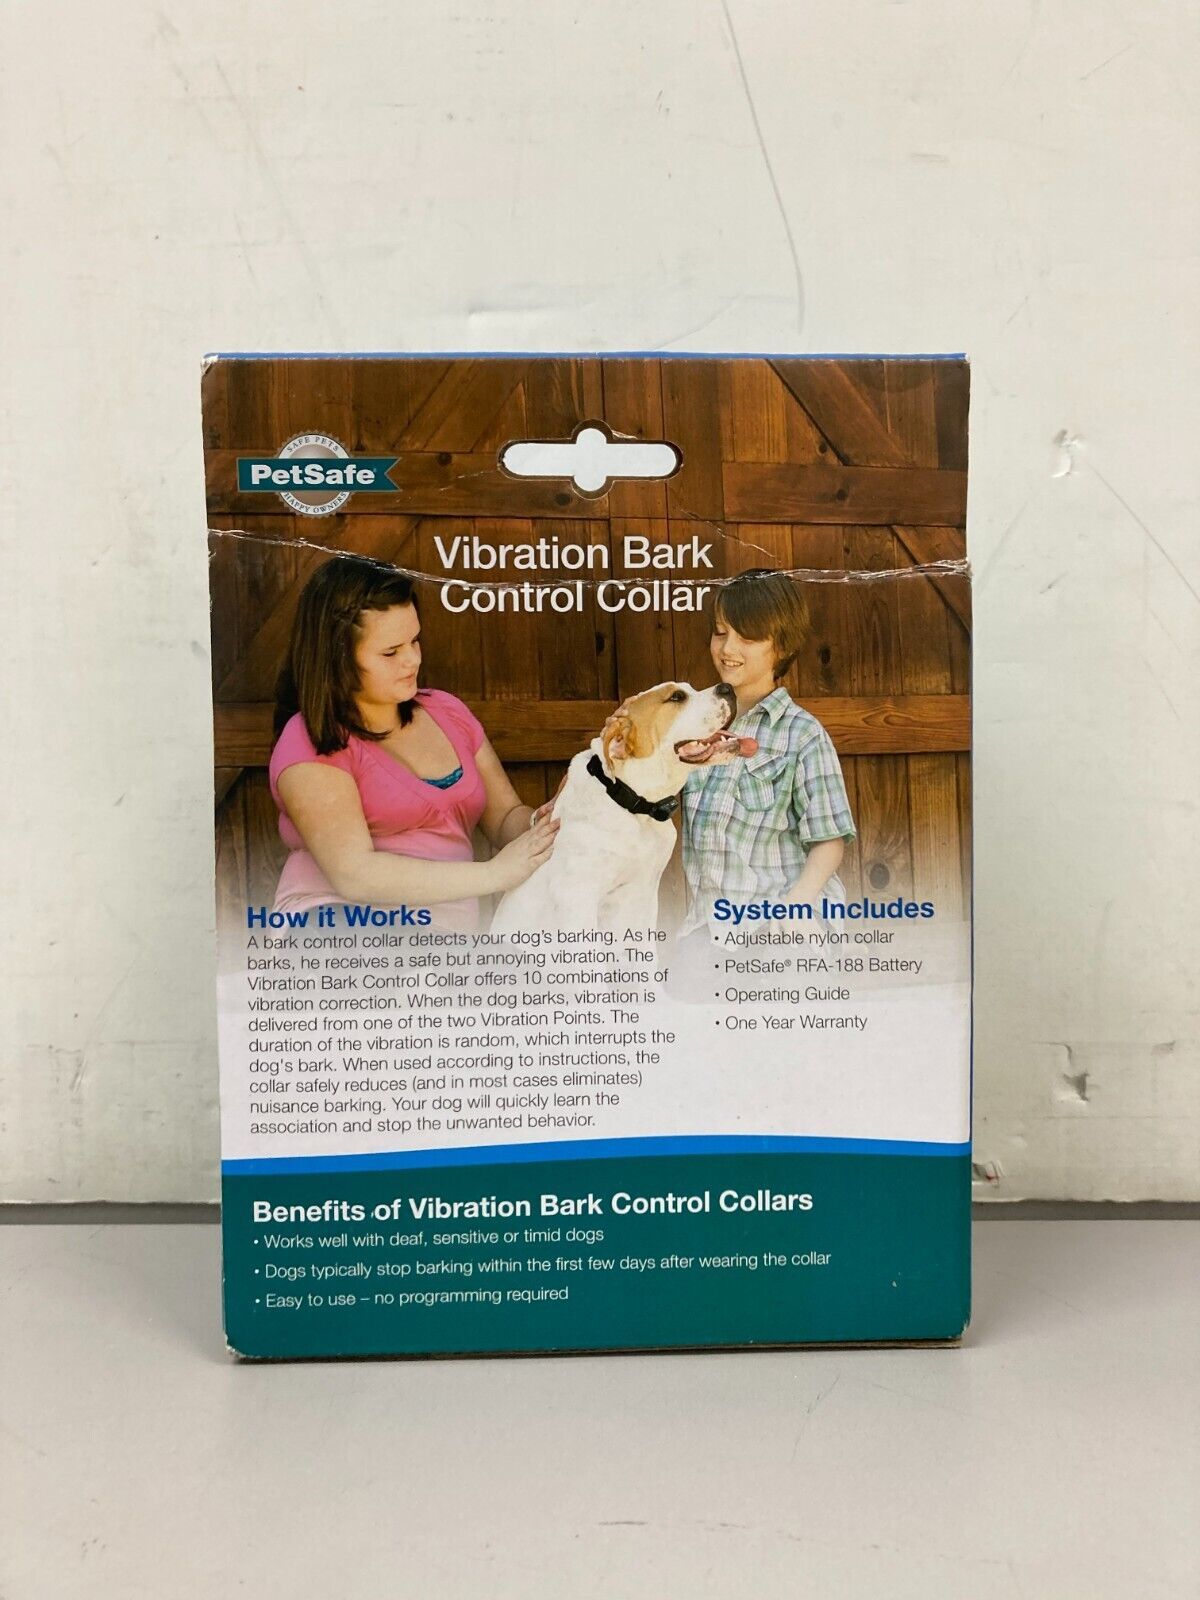 SAFE PETS
PetSafe®
HAPPY OWNERS
Vibration Bark
Control Collar
How it Works
A bark control collar detects your dog's barking. As he
barks, he receives a safe but annoying vibration. The
Vibration Bark Control Collar offers 10 combinations of
vibration correction. When the dog barks, vibration is
delivered from one of the two Vibration Points. The
duration of the vibration is random, which interrupts the
dog's bark. When used according to instructions, the
collar safely reduces (and in most cases eliminates)
nuisance barking. Your dog will quickly learn the
association and stop the unwanted behavior.
System Includes
• Adjustable nylon collar
• PetSafe® RFA-188 Battery
• Operating Guide
• One Year Warranty
Benefits of Vibration Bark Control Collars
• Works well with deaf, sensitive or timid dogs
• Dogs typically stop barking within the first few days after wearing the collar
• Easy to use – no programming required